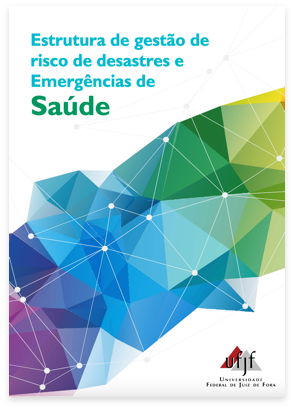 Estrutura de gestão de
risco de desastres e
Emergências de
Saúde
ufjf
Universidade
Federal de Juiz de Fora